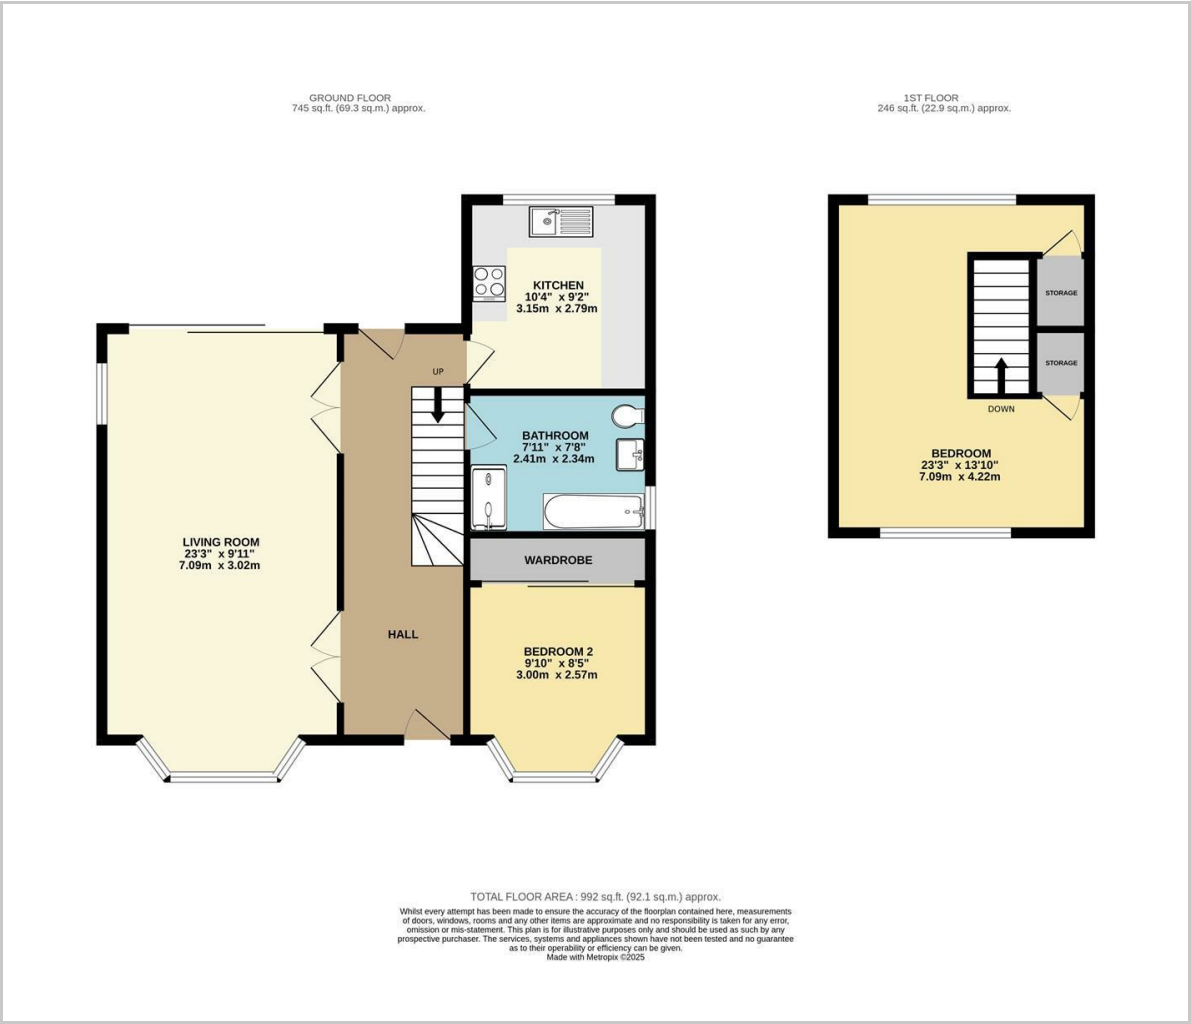 GROUND FLOOR
745 sq.ft. (69.3 sq.m.) approx.
1ST FLOOR
246 sq.ft. (22.9 sq.m.) approx.
KITCHEN
10'4" x 9'2"
3.15m x 2.79m
UP
BATHROOM
7'11" x 7'8"
2.41m x 2.34m
LIVING ROOM
23'3" x 9'11"
7.09m x 3.02m
WARDROBE
HALL
BEDROOM 2
9'10" x 8'5"
3.00m x 2.57m
STORAGE
STORAGE
DOWN
BEDROOM
23'3" x 13'10"
7.09m x 4.22m
TOTAL FLOOR AREA : 992 sq.ft. (92.1 sq.m.) approx.
Whilst every attempt has been made to ensure the accuracy of the floorplan contained here, measurements
of doors, windows, rooms and any other items are approximate and no responsibility is taken for any error,
omission or mis-statement. This plan is for illustrative purposes only and should be used as such by any
prospective purchaser. The services, systems and appliances shown have not been tested and no guarantee
as to their operability or efficiency can be given.
Made with Metropix ©2025